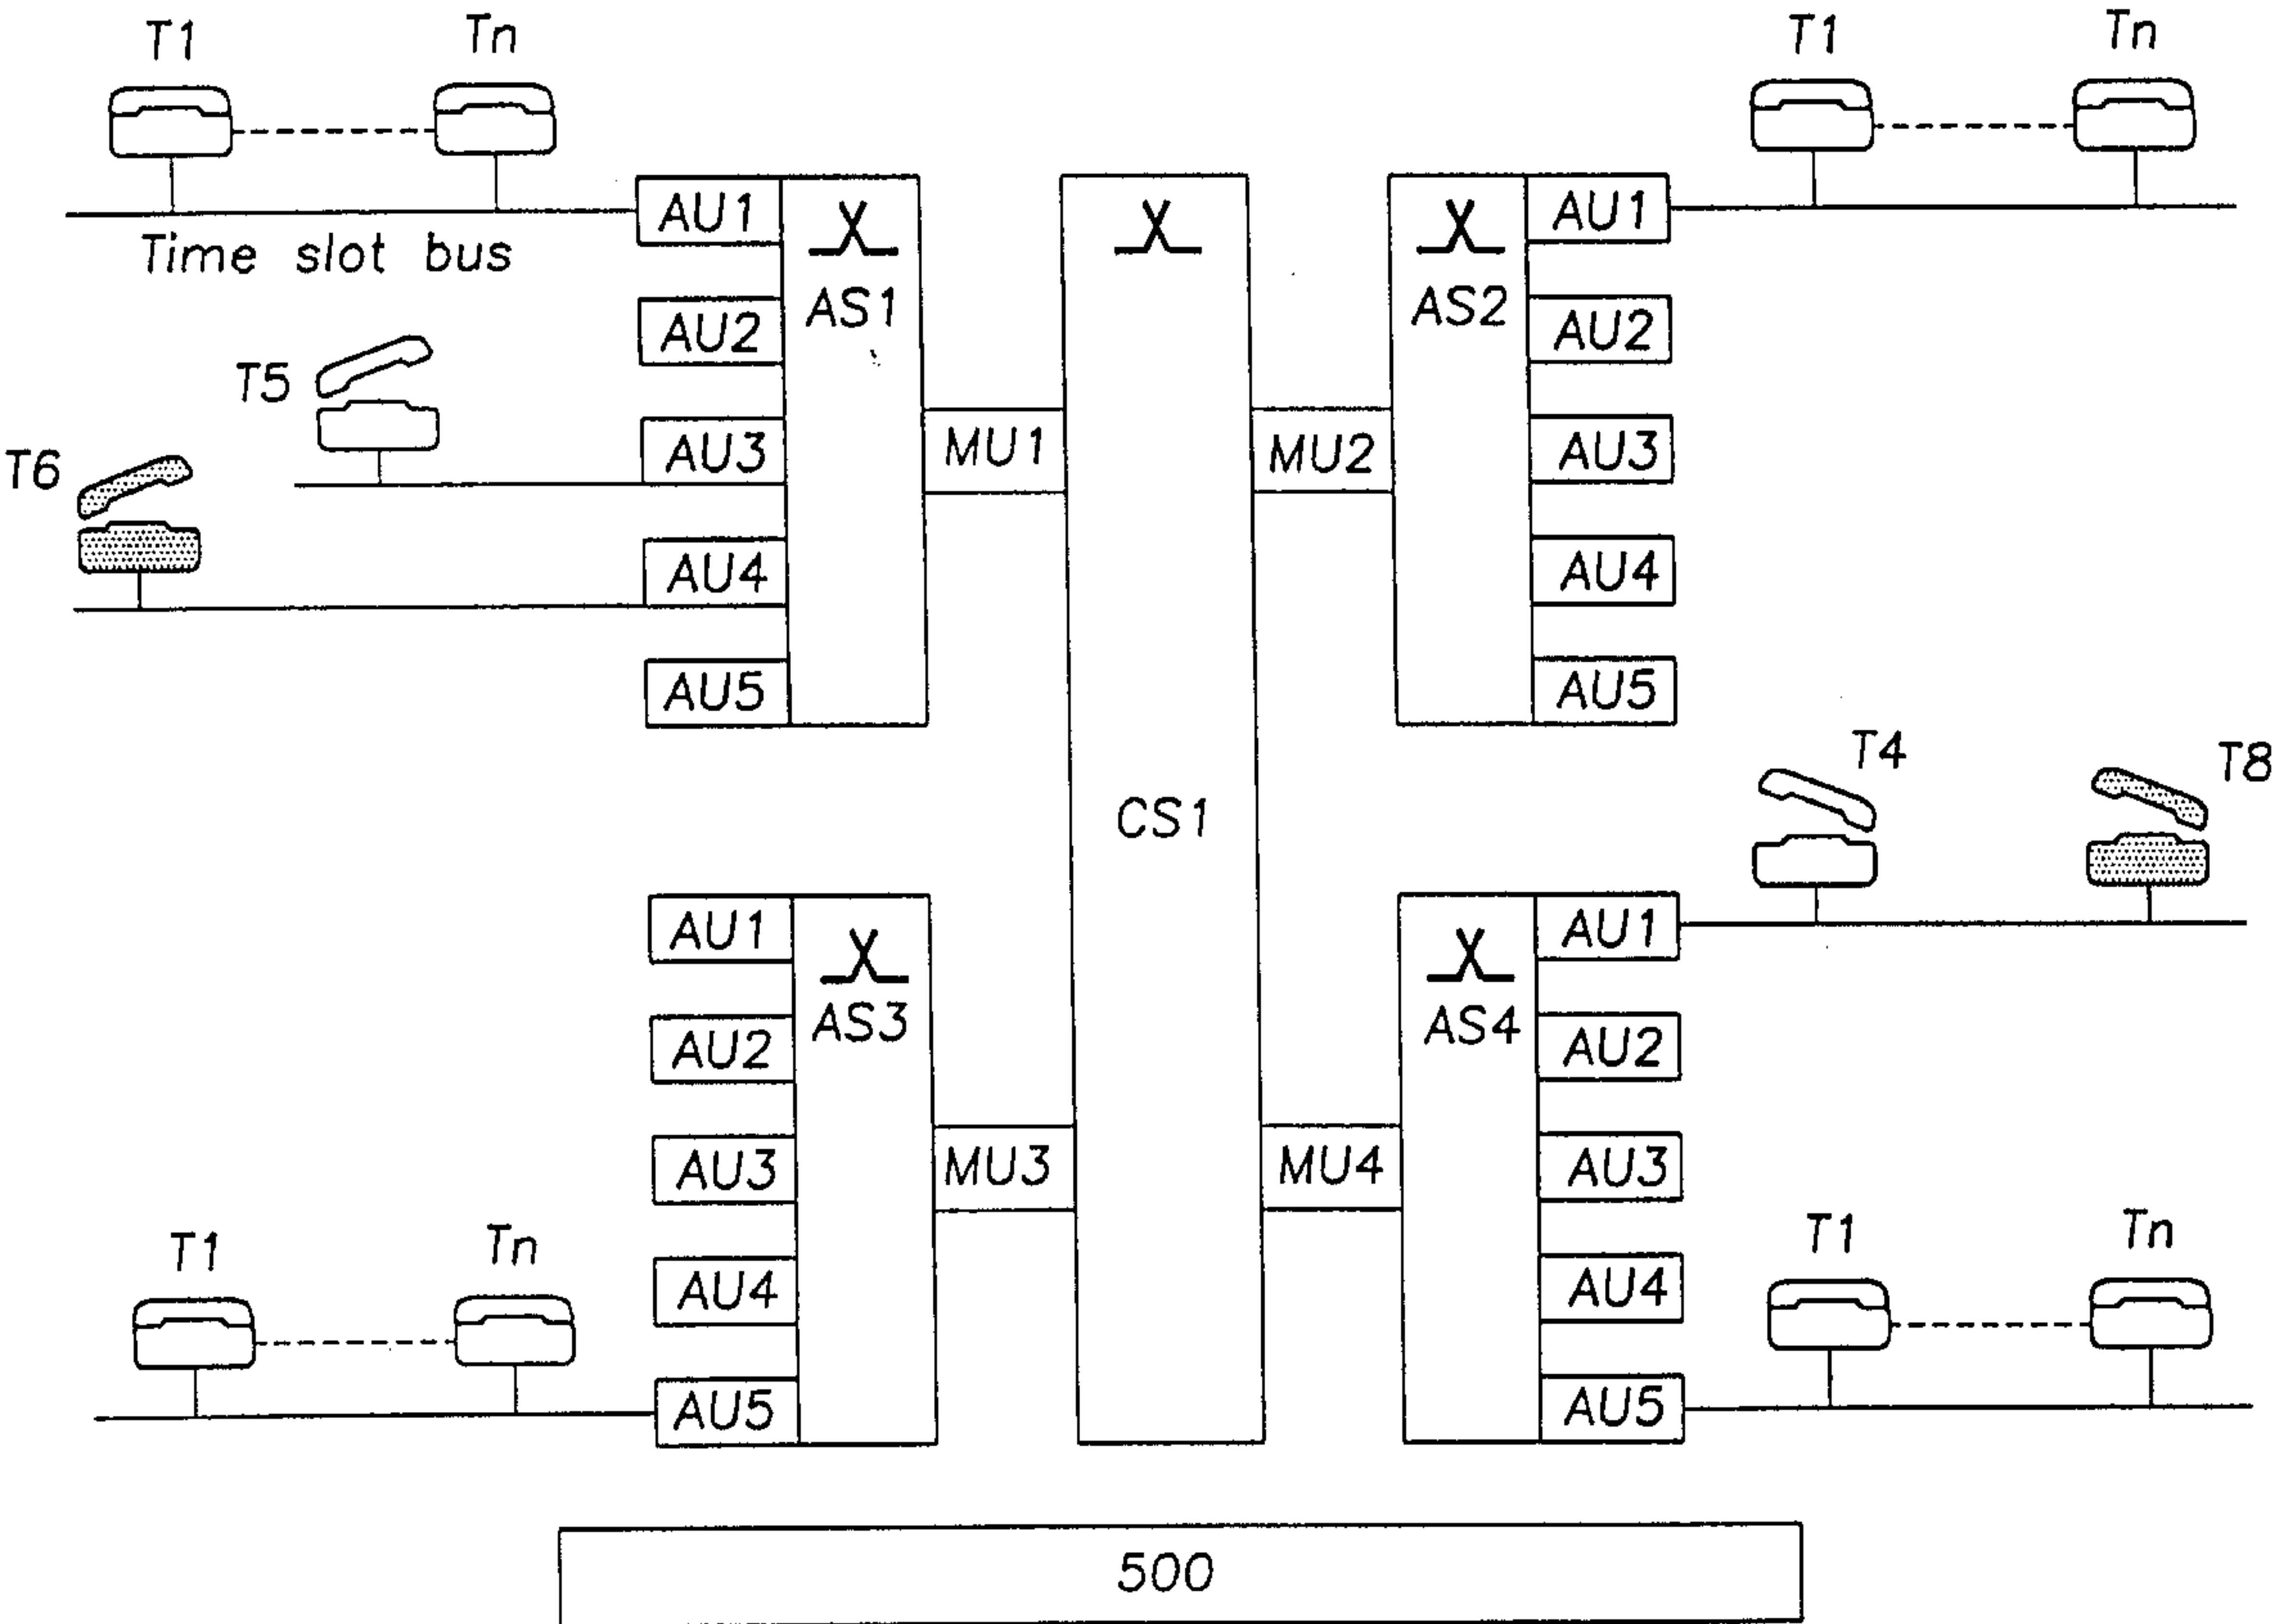 T1 Tn T1 Tn
AU1 AU1
Time slot bus
AS1 AS2
AU2 AU2
T5
AU3 MU1 MU2 AU3
T6
AU4 AU4
AU5 AU5
T4 T8
CS1
AU1 AU1
AS3 AS4
AU2 AU2
AU3 MU3 MU4 AU3
T1 Tn T1 Tn
AU4 AU4
AU5 AU5
500